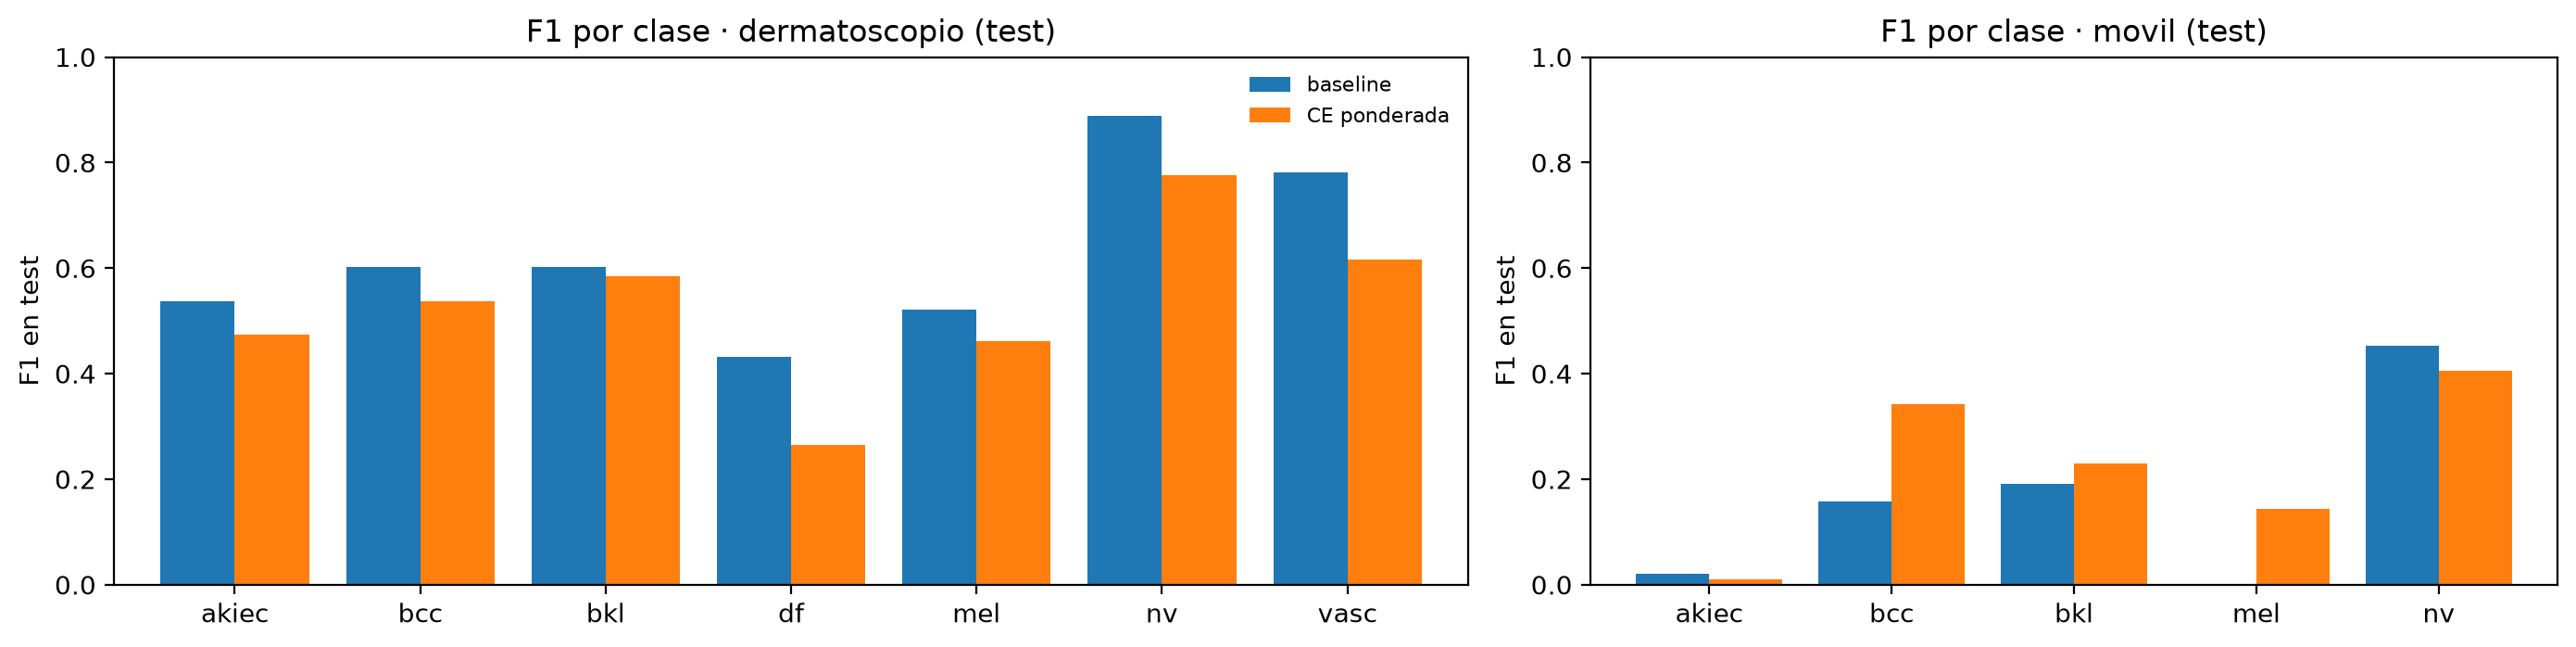 F1 por clase · dermatoscopio (test)
F1 en test
1.0
0.8
0.6
0.4
0.2
0.0
baseline
CE ponderada
akiec bcc bkl df mel nv vasc
F1 por clase · movil (test)
F1 en test
1.0
0.8
0.6
0.4
0.2
0.0
akiec bcc bkl mel nv